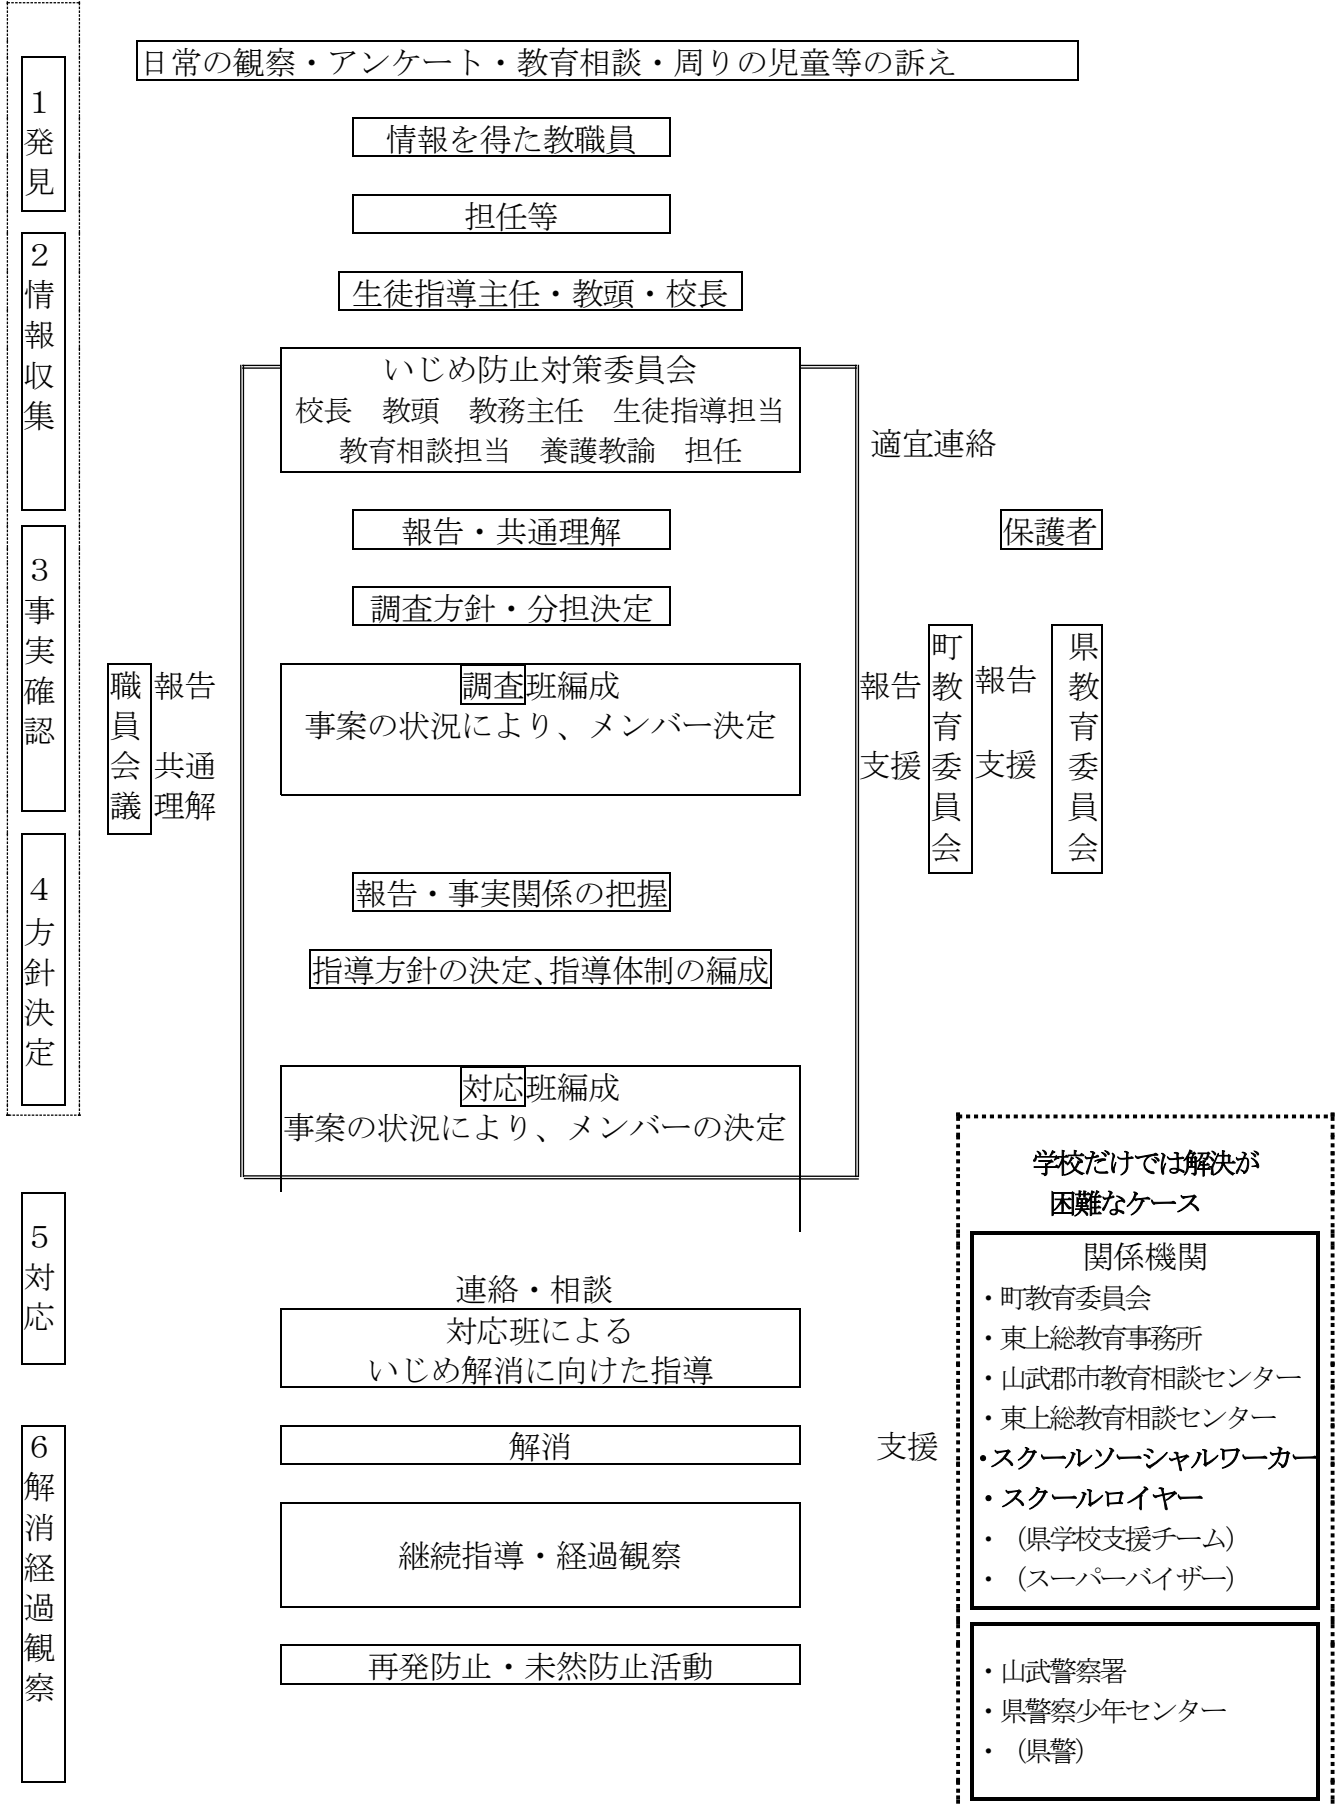 日常の観察・アンケート・教育相談・周りの児童等の訴え
１発見
情報を得た教職員
担任等
２情報収集
生徒指導主任・教頭・校長
いじめ防止対策委員会
校長　教頭　教務主任　生徒指導担当
教育相談担当　養護教諭　担任
適宜連絡
報告・共通理解
保護者
３事実確認
調査方針・分担決定
職員会議
報告
共通
理解
調査班編成
事案の状況により、メンバー決定
報告
支援
町教育委員会
報告
支援
県教育委員会
４方針決定
報告・事実関係の把握
指導方針の決定、指導体制の編成
対応班編成
事案の状況により、メンバーの決定
５対応
連絡・相談
対応班による
いじめ解消に向けた指導
６解消経過観察
解消
支援
継続指導・経過観察
再発防止・未然防止活動
学校だけでは解決が
困難なケース
関係機関
・町教育委員会
・東上総教育事務所
・山武郡市教育相談センター
・東上総教育相談センター
・スクールソーシャルワーカー
・スクールロイヤー
・（県学校支援チーム）
・（スーパーバイザー）
・山武警察署
・県警察少年センター
・（県警）